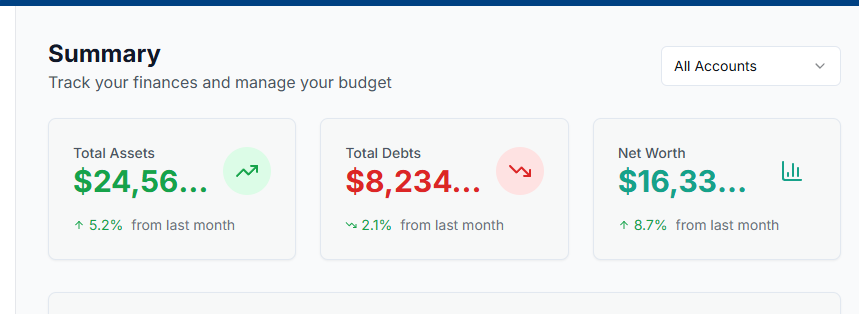 Summary
Track your finances and manage your budget
All Accounts
Total Assets
$24,56...
5.2% from last month
Total Debts
$8,234...
2.1% from last month
Net Worth
$16,33...
8.7% from last month